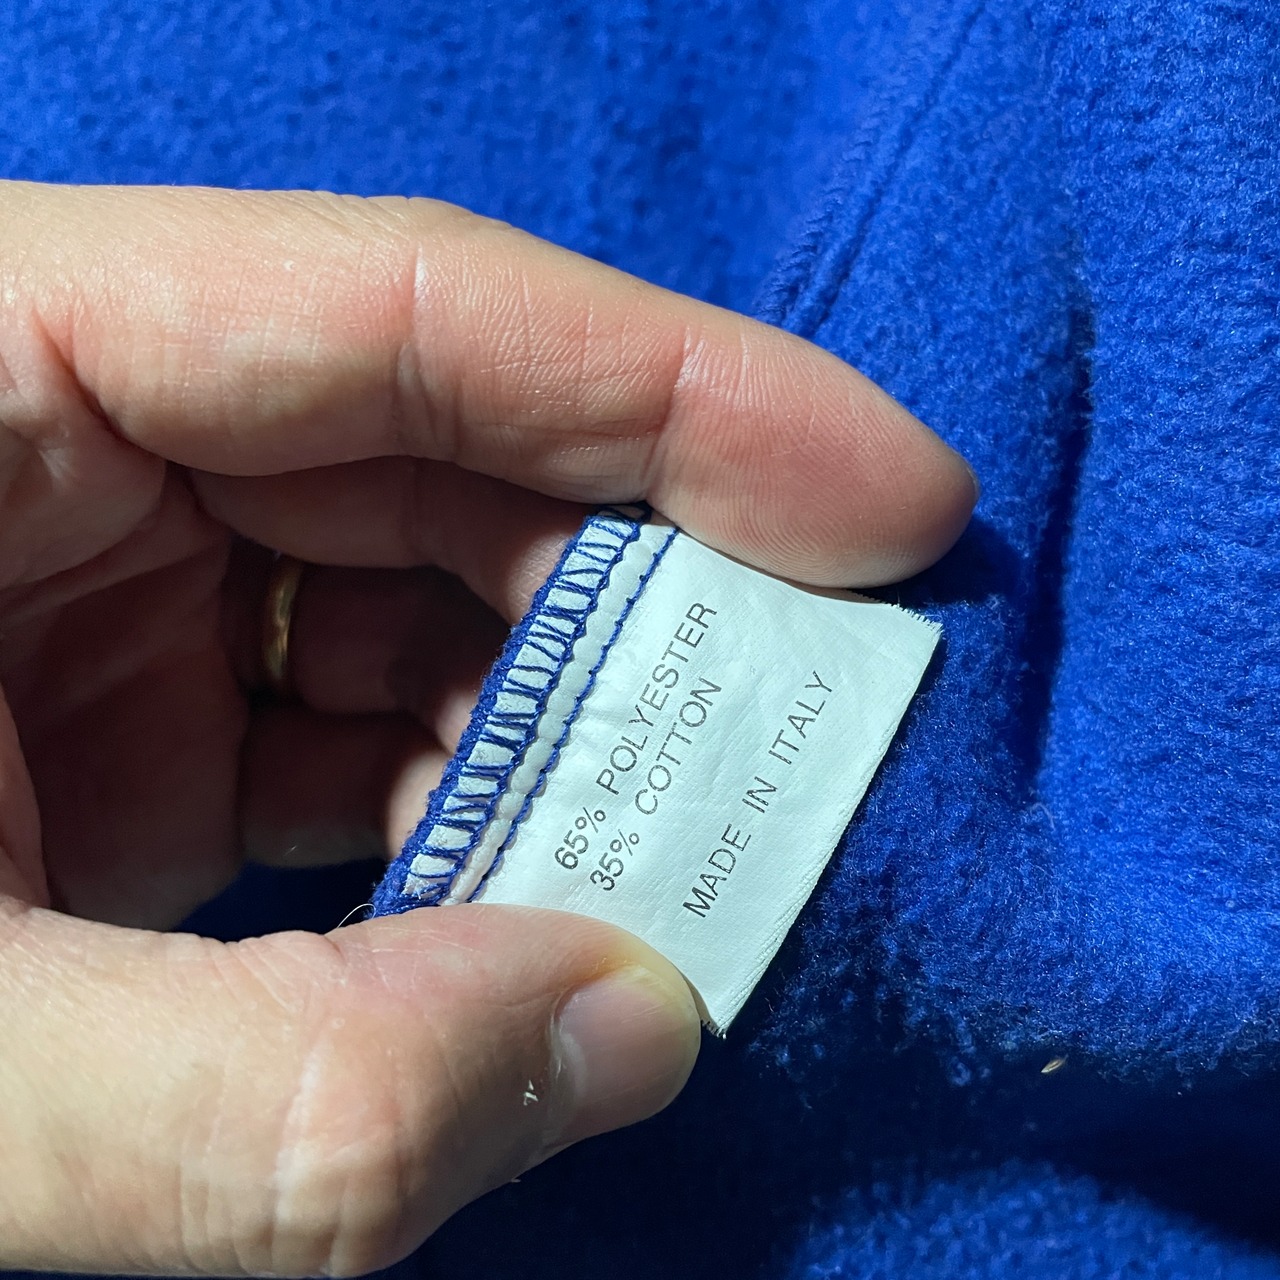 65% POLYESTER
35% COTTON
MADE IN ITALY